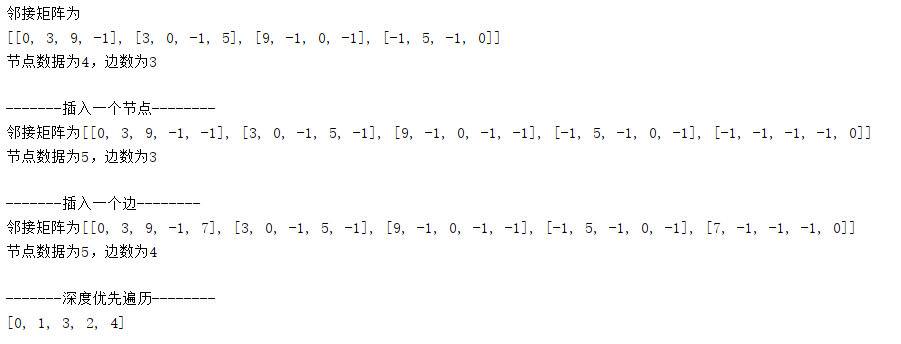 邻接矩阵为
[[0, 3, 9, -1], [3, 0, -1, 5], [9, -1, 0, -1], [-1, 5, -1, 0]]
节点数据为4，边数为3
-------插入一个节点--------
邻接矩阵为[[0, 3, 9, -1, -1], [3, 0, -1, 5, -1], [9, -1, 0, -1, -1], [-1, 5, -1, 0, -1], [-1, -1, -1, -1, 0]]
节点数据为5，边数为3
-------插入一个边--------
邻接矩阵为[[0, 3, 9, -1, 7], [3, 0, -1, 5, -1], [9, -1, 0, -1, -1], [-1, 5, -1, 0, -1], [7, -1, -1, -1, 0]]
节点数据为5，边数为4
-------深度优先遍历--------
[0, 1, 3, 2, 4]